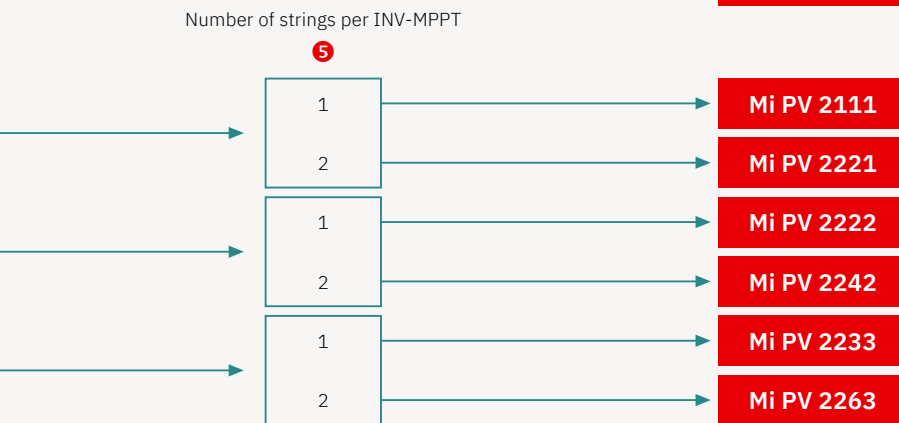 Number of strings per INV-MPPT
5
1
Mi PV 2111
2
Mi PV 2221
1
Mi PV 2222
2
Mi PV 2242
1
Mi PV 2233
2
Mi PV 2263